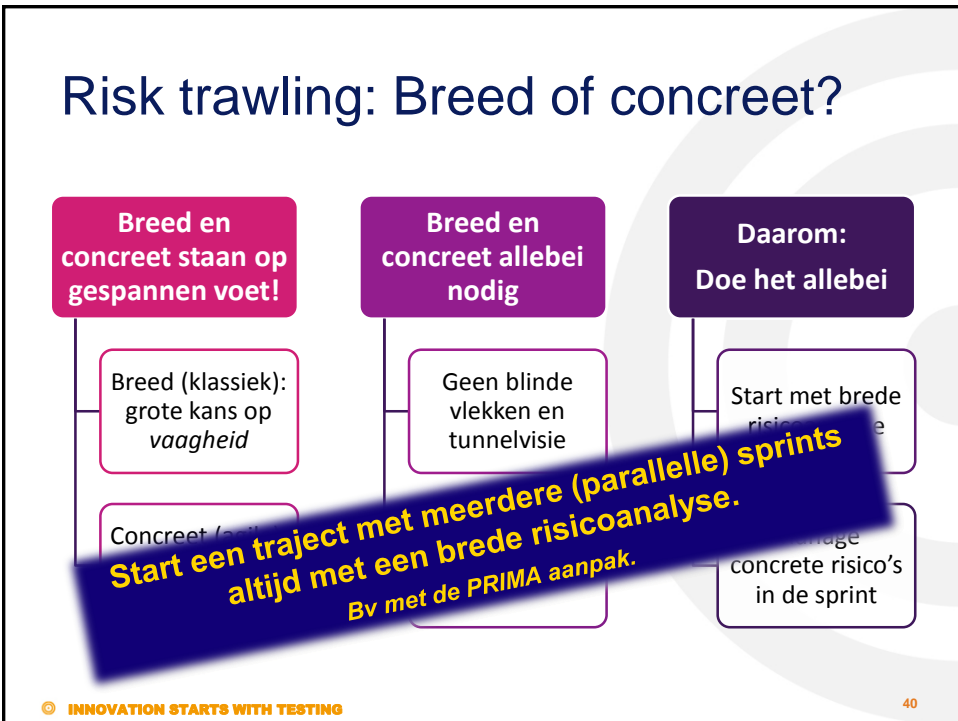 Risk trawling: Breed of concreet?
Breed en
concreet staan op
gespannen voet!
Breed (klassiek):
grote kans op
vaagheid
Concreet
Breed en
concreet allebei
nodig
Geen blinde
vlekken en
tunnelvisie
Daarom:
Doe het allebei
Start met brede
concrete risico's
in de sprint
Start een traject met meerdere (parallelle) sprints
altijd met een brede risicoanalyse.
Bv met de PRIMA aanpak.
INNOVATION STARTS WITH TESTING
40